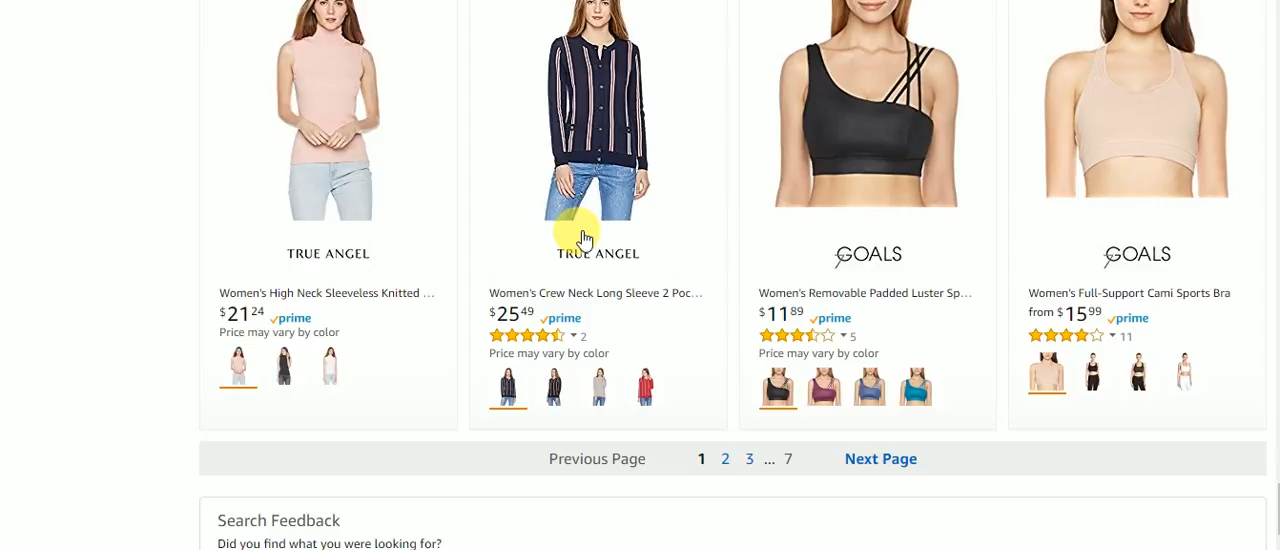 TRUE ANGEL
Women's High Neck Sleeveless Knitted ...
$21 24 prime
Price may vary by color
TRUE ANGEL
Women's Crew Neck Long Sleeve 2 Poc...
$25 49 prime
2
Price may vary by color
7GOALS
Women's Removable Padded Luster Sp...
$11 89 prime
5
Price may vary by color
7GOALS
Women's Full-Support Cami Sports Bra
from $15 99 prime
11
Previous Page 1 2 3 ... 7 Next Page
Search Feedback
Did you find what you were looking for?